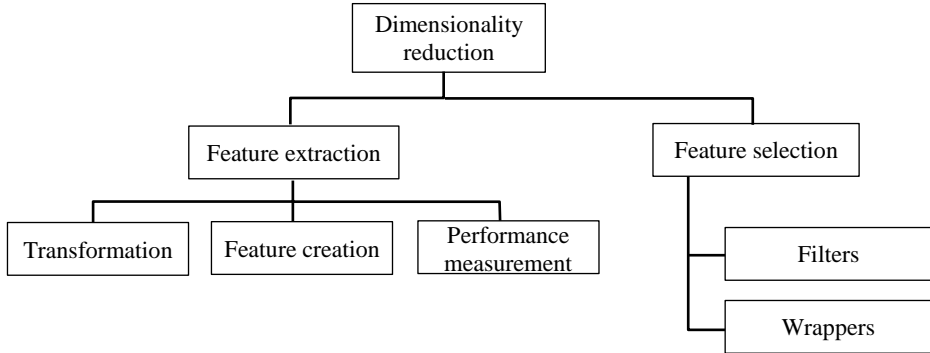 Dimensionality
reduction
Feature extraction
Feature selection
Transformation
Feature creation
Performance
measurement
Filters
Wrappers